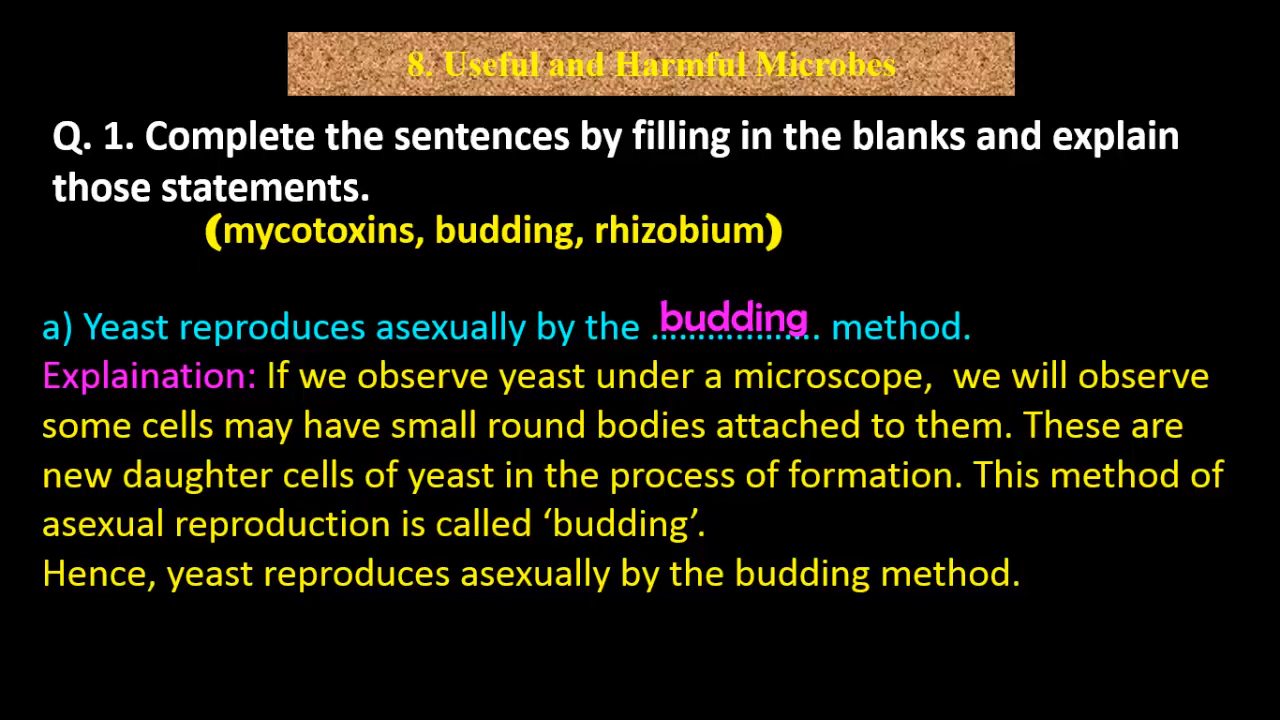 8. Useful and Harmful Microbes
Q. 1. Complete the sentences by filling in the blanks and explain
those statements.
(mycotoxins, budding, rhizobium)
a) Yeast reproduces asexually by the ...budding... method.
Explaination: If we observe yeast under a microscope, we will observe
some cells may have small round bodies attached to them. These are
new daughter cells of yeast in the process of formation. This method of
asexual reproduction is called ‘budding’.
Hence, yeast reproduces asexually by the budding method.